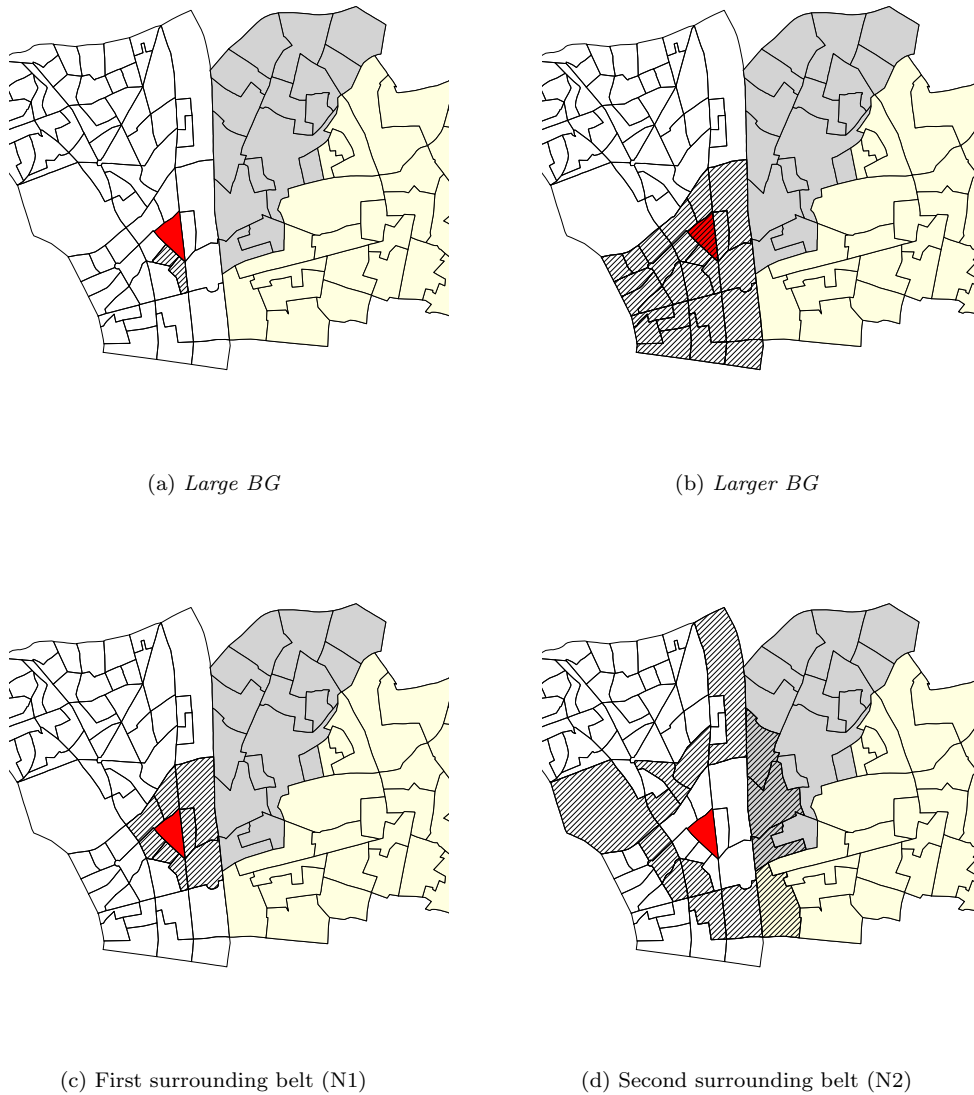 (a) Large BG
(b) Larger BG
(c) First surrounding belt (N1)
(d) Second surrounding belt (N2)